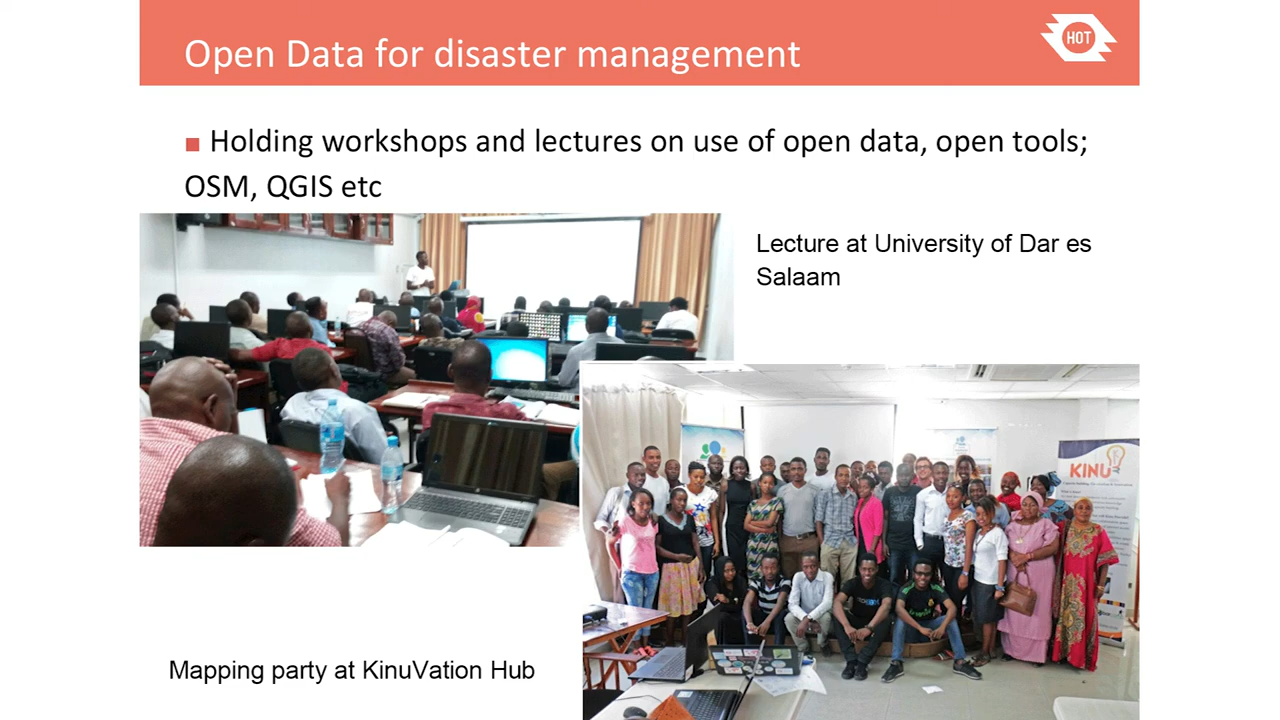 Open Data for disaster management
HOT
Holding workshops and lectures on use of open data, open tools;
OSM, QGIS etc
Lecture at University of Dar es
Salaam
KINU
Mapping party at KinuVation Hub